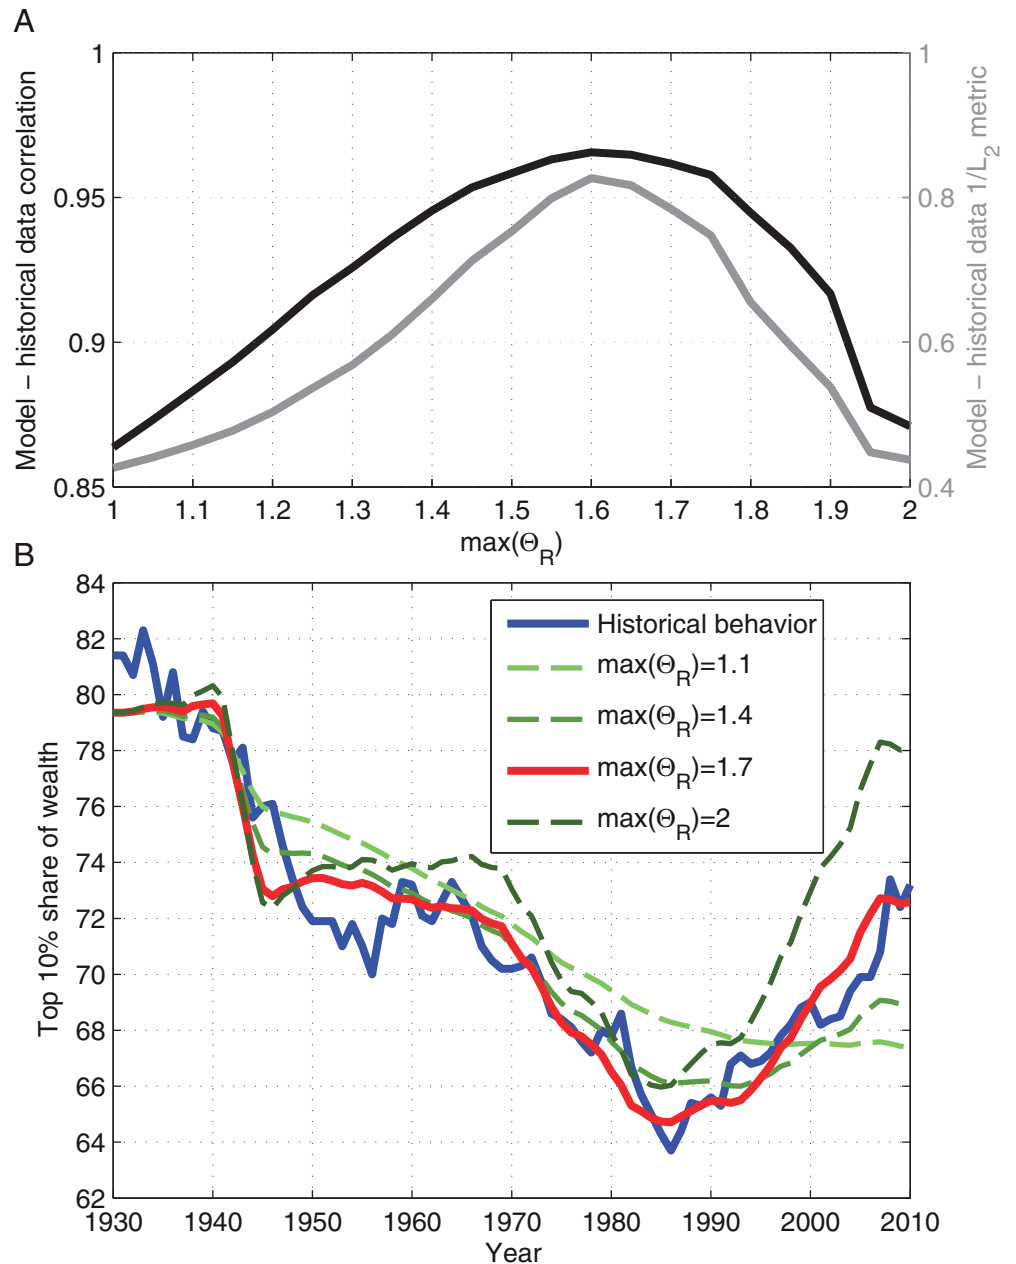 A
Model – historical data correlation
1
0.95
0.9
0.85
Model – historical data 1/L2 metric
1
0.8
0.6
0.4
1 1.1 1.2 1.3 1.4 1.5 1.6 1.7 1.8 1.9 2
max(ΘR)
B
Top 10% share of wealth
84
82
80
78
76
74
72
70
68
66
64
62
Historical behavior
max(ΘR)=1.1
max(ΘR)=1.4
max(ΘR)=1.7
max(ΘR)=2
1930 1940 1950 1960 1970 1980 1990 2000 2010
Year